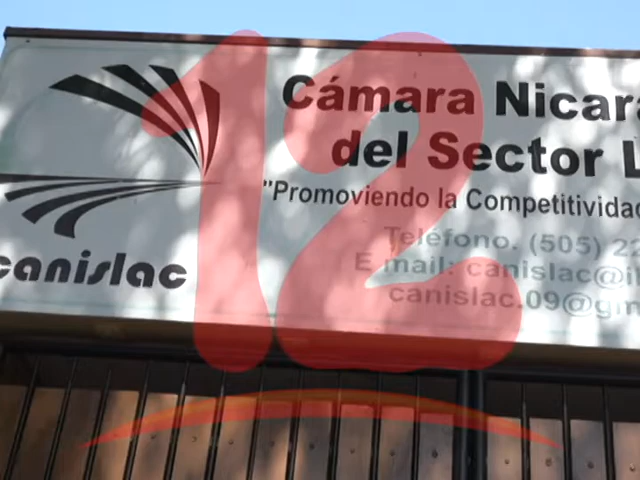 12
Cámara Nicara
del Sector L
"Promoviendo la Competitividad
Teléfono. (505) 22
E mail: canislac@i
canislac.09@gm
canislac